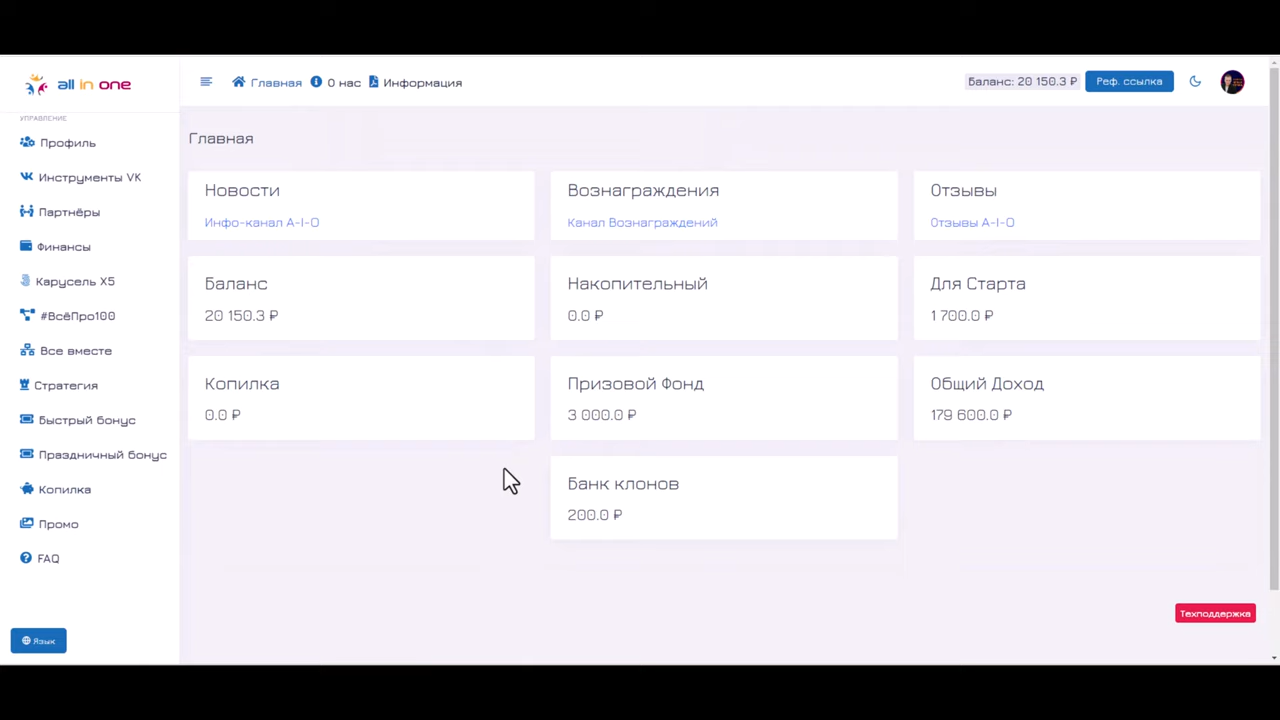 all in one
Главная О нас Информация
Баланс: 20 150.3 ₽ Реф. ссылка
УПРАВЛЕНИЕ
Профиль
Инструменты VK
Партнёры
Финансы
Карусель X5
#ВсёПро100
Все вместе
Стратегия
Быстрый бонус
Праздничный бонус
Копилка
Промо
FAQ
Язык
Главная
Новости
Инфо-канал A-I-O
Вознаграждения
Канал Вознаграждений
Отзывы
Отзывы A-I-O
Баланс
20 150.3 ₽
Накопительный
0.0 ₽
Для Старта
1 700.0 ₽
Копилка
0.0 ₽
Призовой Фонд
3 000.0 ₽
Общий Доход
179 600.0 ₽
Банк клонов
200.0 ₽
Техподдержка